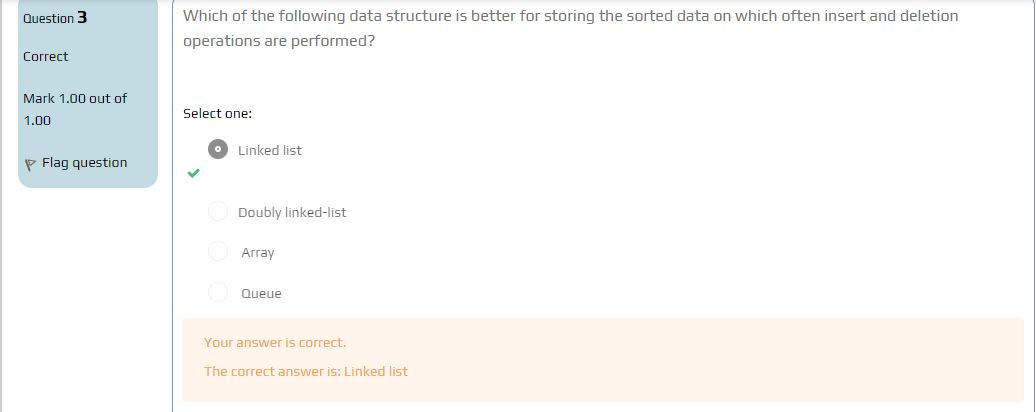 Question 3
Correct
Mark 1.00 out of
1.00
Flag question
Which of the following data structure is better for storing the sorted data on which often insert and deletion
operations are performed?
Select one:
Linked list
Doubly linked-list
Array
Queue
Your answer is correct.
The correct answer is: Linked list